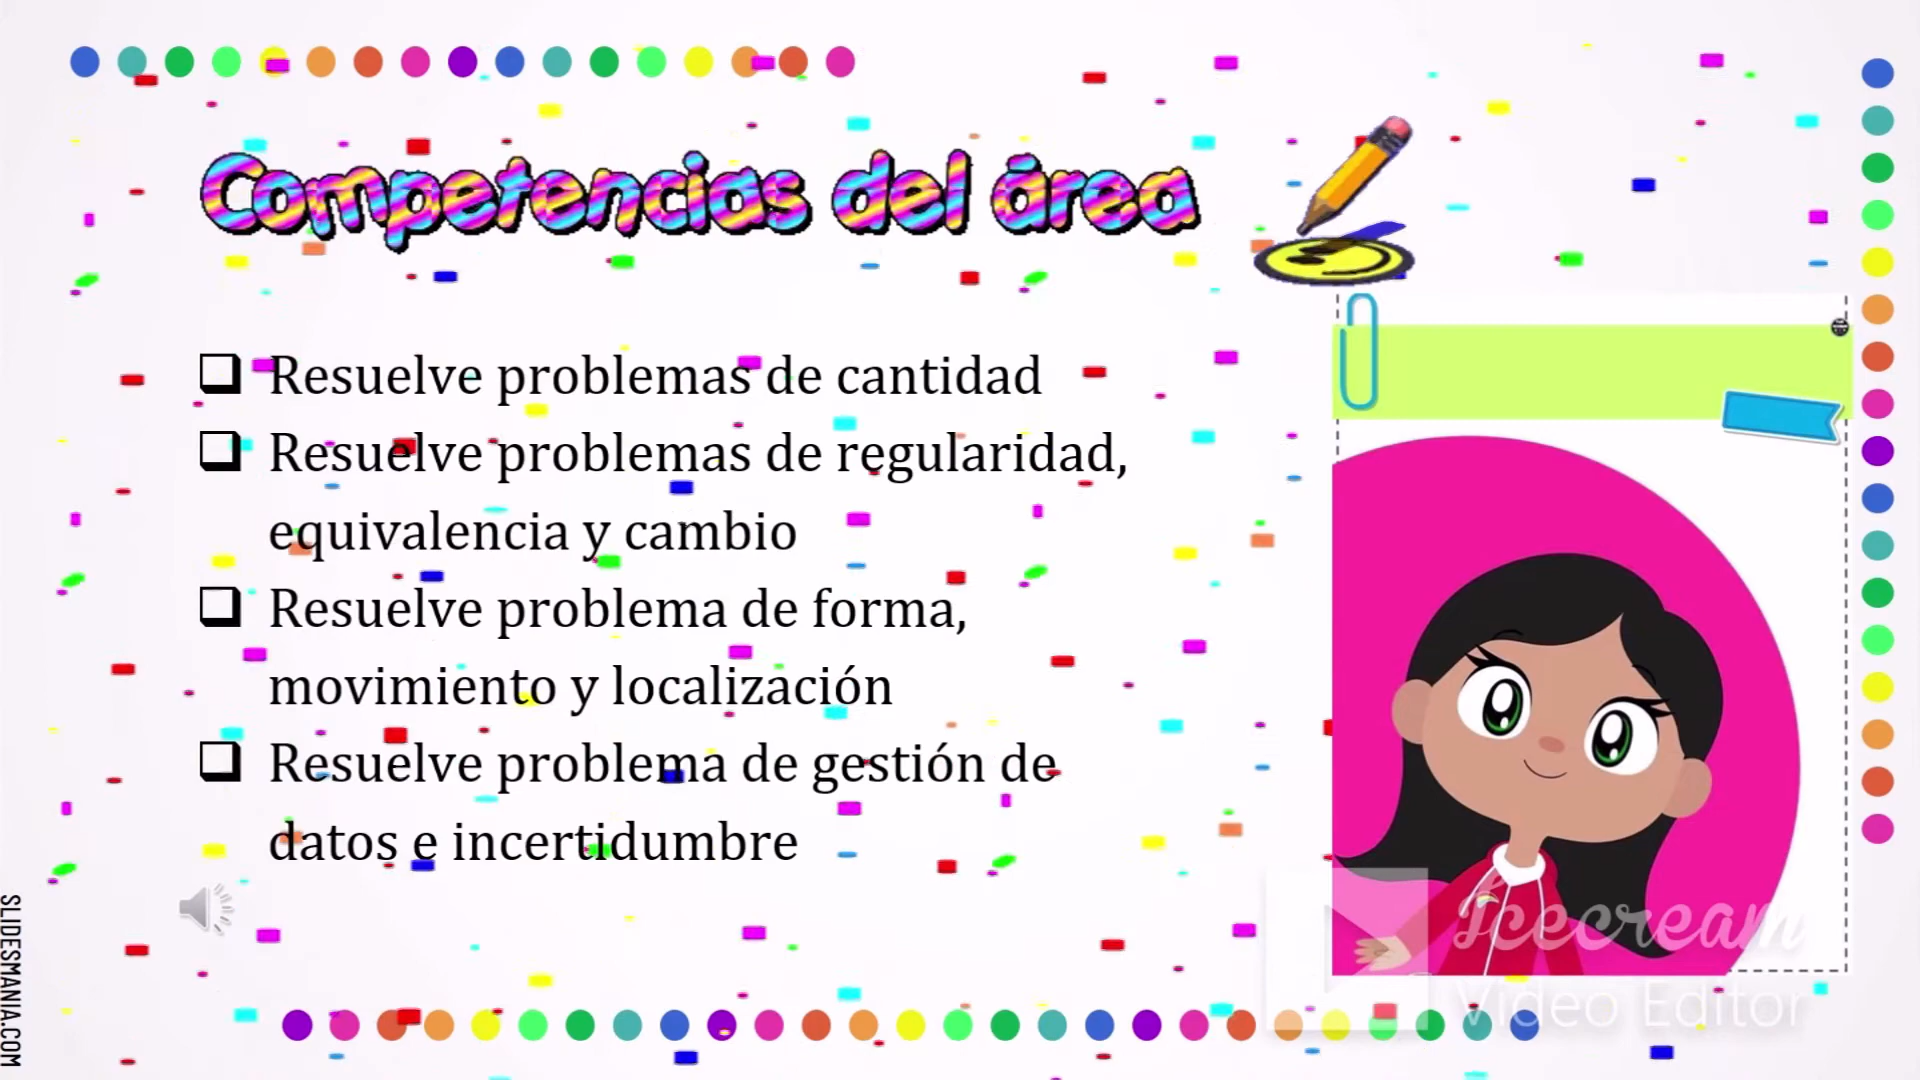 Competencias del área
❑ Resuelve problemas de cantidad
❑ Resuelve problemas de regularidad,
equivalencia y cambio
❑ Resuelve problema de forma,
movimiento y localización
❑ Resuelve problema de gestión de
datos e incertidumbre
SLIDESMANIA.COM
Icecream
Video Editor